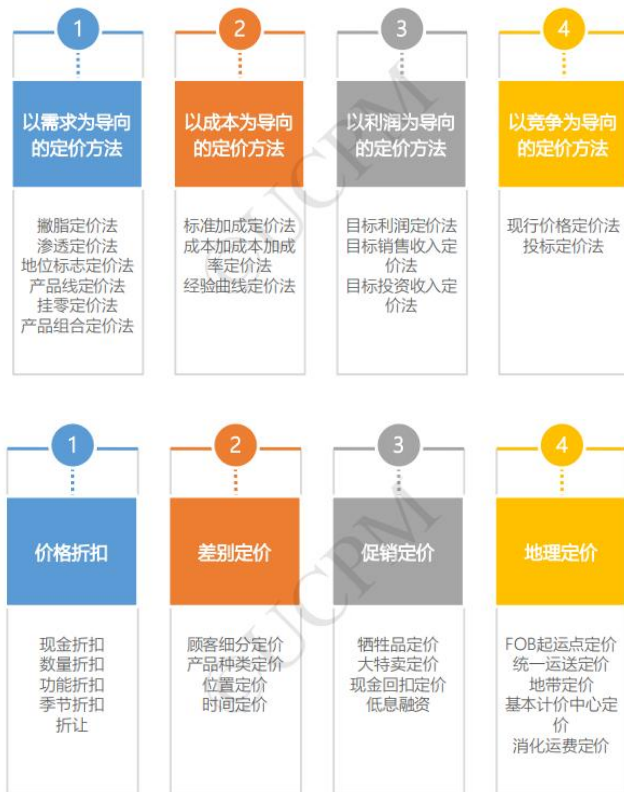 1
以需求为导向
的定价方法
撇脂定价法
渗透定价法
地位标志定价法
产品线定价法
挂零定价法
产品组合定价法
2
以成本为导向
的定价方法
标准加成定价法
成本加成本加成
率定价法
经验曲线定价法
3
以利润为导向
的定价方法
目标利润定价法
目标销售收入定
价法
目标投资收入定
价法
4
以竞争为导向
的定价方法
现行价格定价法
投标定价法
1
价格折扣
现金折扣
数量折扣
功能折扣
季节折扣
折让
2
差别定价
顾客细分定价
产品种类定价
位置定价
时间定价
3
促销定价
牺牲品定价
大特卖定价
现金回扣定价
低息融资
4
地理定价
FOB起运点定价
统一运送定价
地带定价
基本计价中心定
价
消化运费定价
UCPM
UCPM